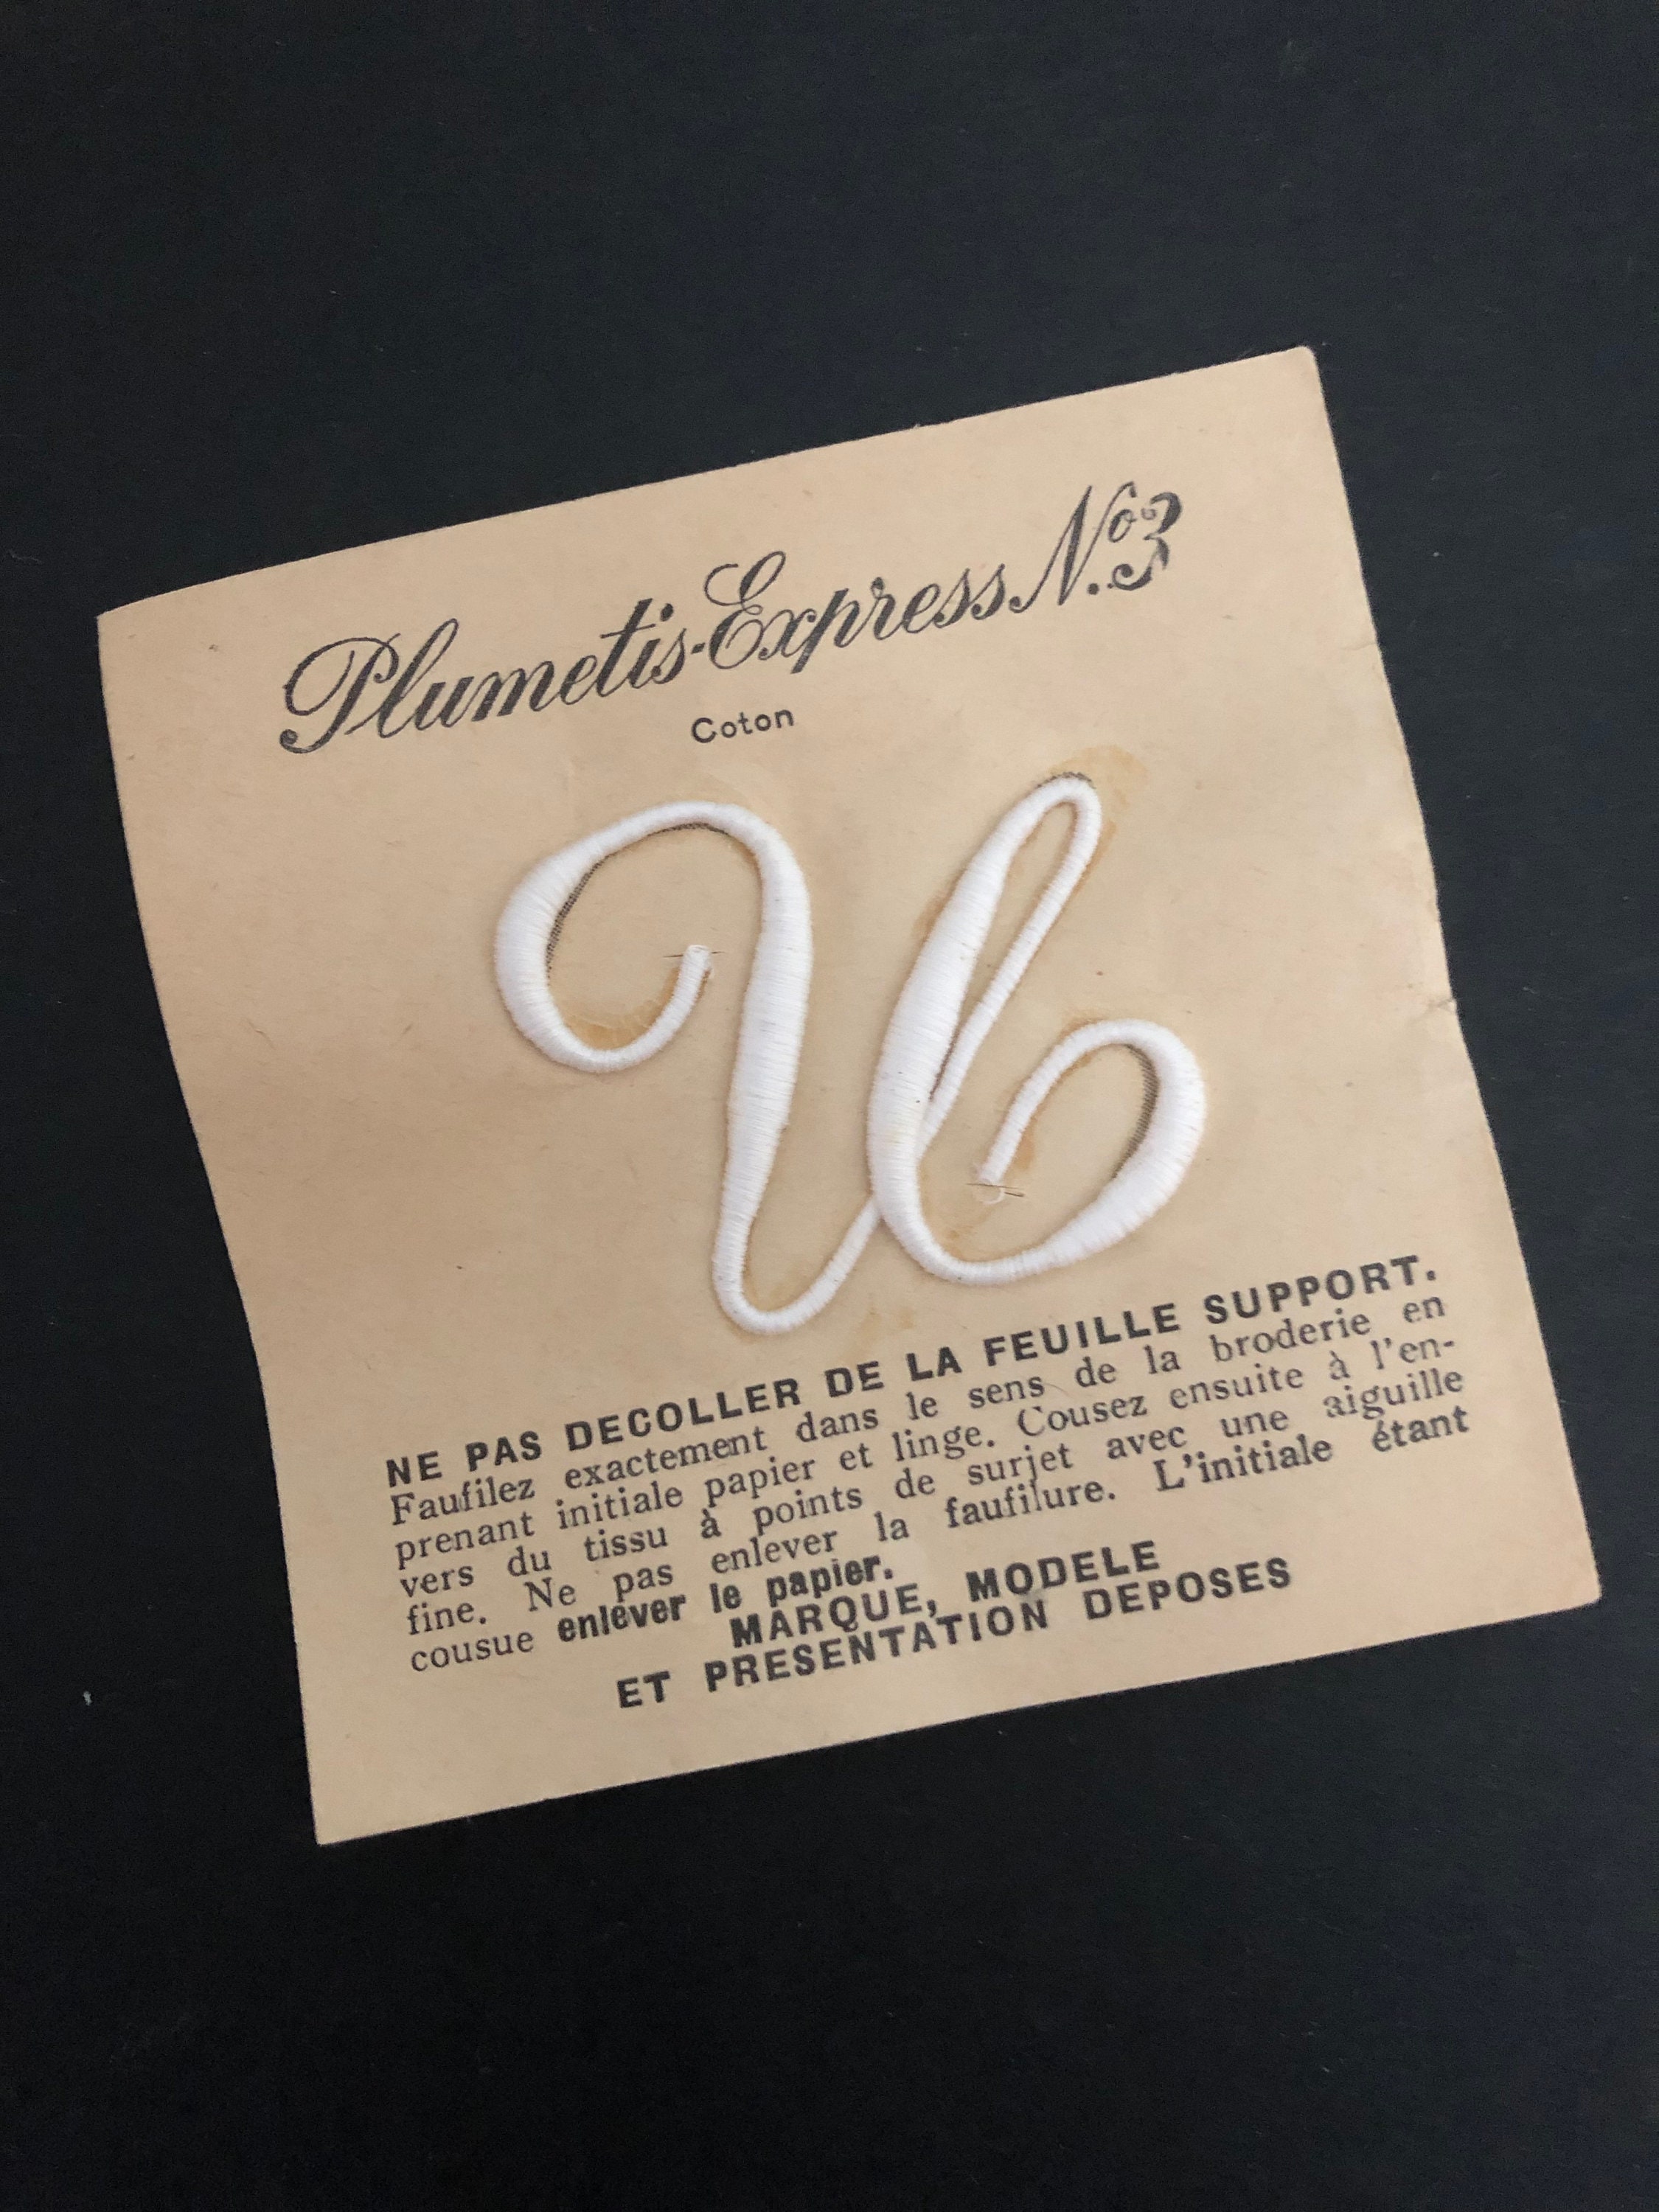 Plumetis-Express Nº.3
Coton
U
NE PAS DECOLLER DE LA FEUILLE SUPPORT.
Faufilez exactement dans le sens de la broderie en
prenant initiale papier et linge. Cousez ensuite à l'en-
vers du tissu à points de surjet avec une aiguille
fine. Ne pas enlever la faufilure. L'initiale étant
cousue enlever le papier.
MARQUE, MODELE
ET PRESENTATION DEPOSES